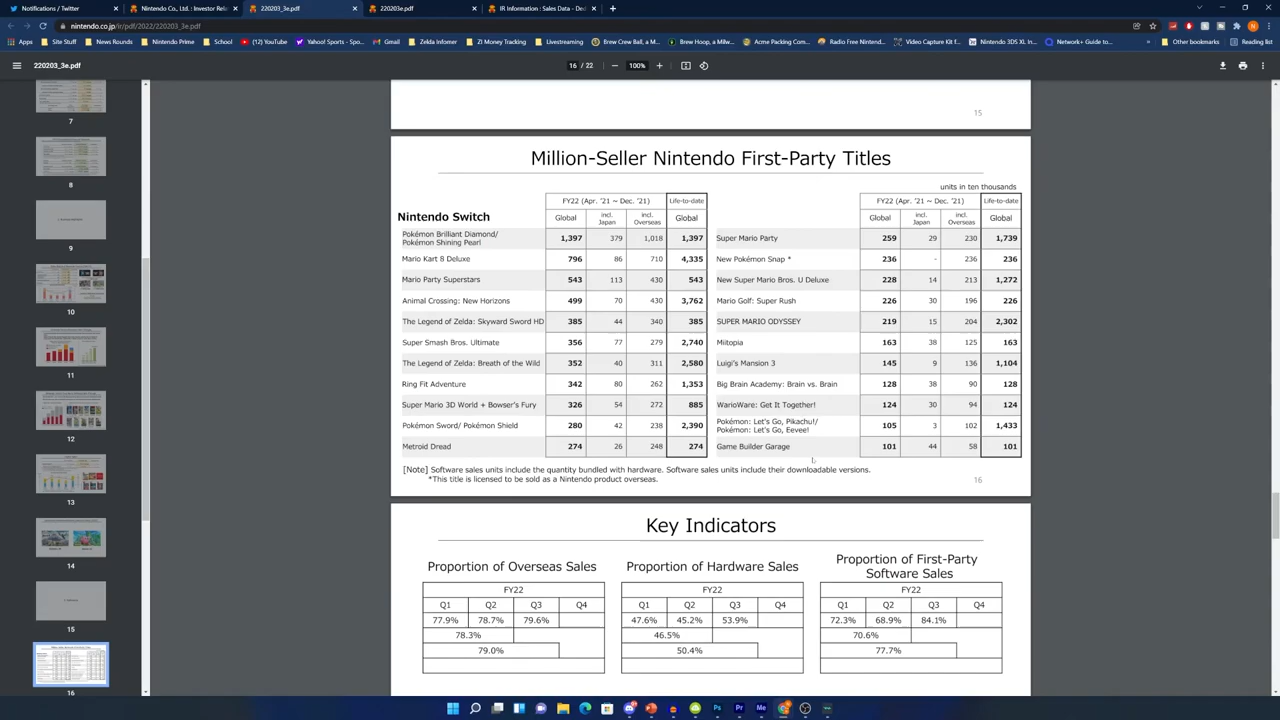 Notifications / Twitter
Nintendo Co., Ltd. : Investor Rela
220203_3e.pdf
220203e.pdf
IR Information : Sales Data - Ded
nintendo.co.jp/ir/pdf/2022/220203_3e.pdf
Apps
Site Stuff
News Rounds
Nintendo Prime
School
(12) YouTube
Yahoo! Sports - Spo...
Gmail
Zelda Informer
ZI Money Tracking
Livestreaming
Brew Crew Ball, a M...
Brew Hoop, a Milw...
Acme Packing Com...
Radio Free Nintend...
Video Capture Kit f...
Nintendo 3DS XL In...
Network+ Guide to...
Other bookmarks
Reading list
220203_3e.pdf
16 / 22
100%
7
8
9
10
11
12
13
14
15
16
15
Million-Seller Nintendo First-Party Titles
units in ten thousands
FY22 (Apr. '21 ~ Dec. '21) Life-to-date
FY22 (Apr. '21 ~ Dec. '21) Life-to-date
Nintendo Switch
Global incl. Japan incl. Overseas Global
Global incl. Japan incl. Overseas Global
Pokémon Brilliant Diamond/
Pokémon Shining Pearl
1,397 379 1,018 1,397
Super Mario Party 259 29 230 1,739
Mario Kart 8 Deluxe 796 86 710 4,335
New Pokémon Snap * 236 - 236 236
Mario Party Superstars 543 113 430 543
New Super Mario Bros. U Deluxe 228 14 213 1,272
Animal Crossing: New Horizons 499 70 430 3,762
Mario Golf: Super Rush 226 30 196 226
The Legend of Zelda: Skyward Sword HD 385 44 340 385
SUPER MARIO ODYSSEY 219 15 204 2,302
Super Smash Bros. Ultimate 356 77 279 2,740
Miitopia 163 38 125 163
The Legend of Zelda: Breath of the Wild 352 40 311 2,580
Luigi's Mansion 3 145 9 136 1,104
Ring Fit Adventure 342 80 262 1,353
Big Brain Academy: Brain vs. Brain 128 38 90 128
Super Mario 3D World + Bowser's Fury 326 54 272 885
WarioWare: Get It Together! 124 30 94 124
Pokémon Sword/ Pokémon Shield 280 42 238 2,390
Pokémon: Let's Go, Pikachu!/
Pokémon: Let's Go, Eevee!
105 3 102 1,433
Metroid Dread 274 26 248 274
Game Builder Garage 101 44 58 101
[Note] Software sales units include the quantity bundled with hardware. Software sales units include their downloadable versions.
*This title is licensed to be sold as a Nintendo product overseas.
16
Key Indicators
Proportion of Overseas Sales
FY22
Q1 Q2 Q3 Q4
77.9% 78.7% 79.6%
78.3%
79.0%
Proportion of Hardware Sales
FY22
Q1 Q2 Q3 Q4
47.6% 45.2% 53.9%
46.5%
50.4%
Proportion of First-Party
Software Sales
FY22
Q1 Q2 Q3 Q4
72.3% 68.9% 84.1%
70.6%
77.7%